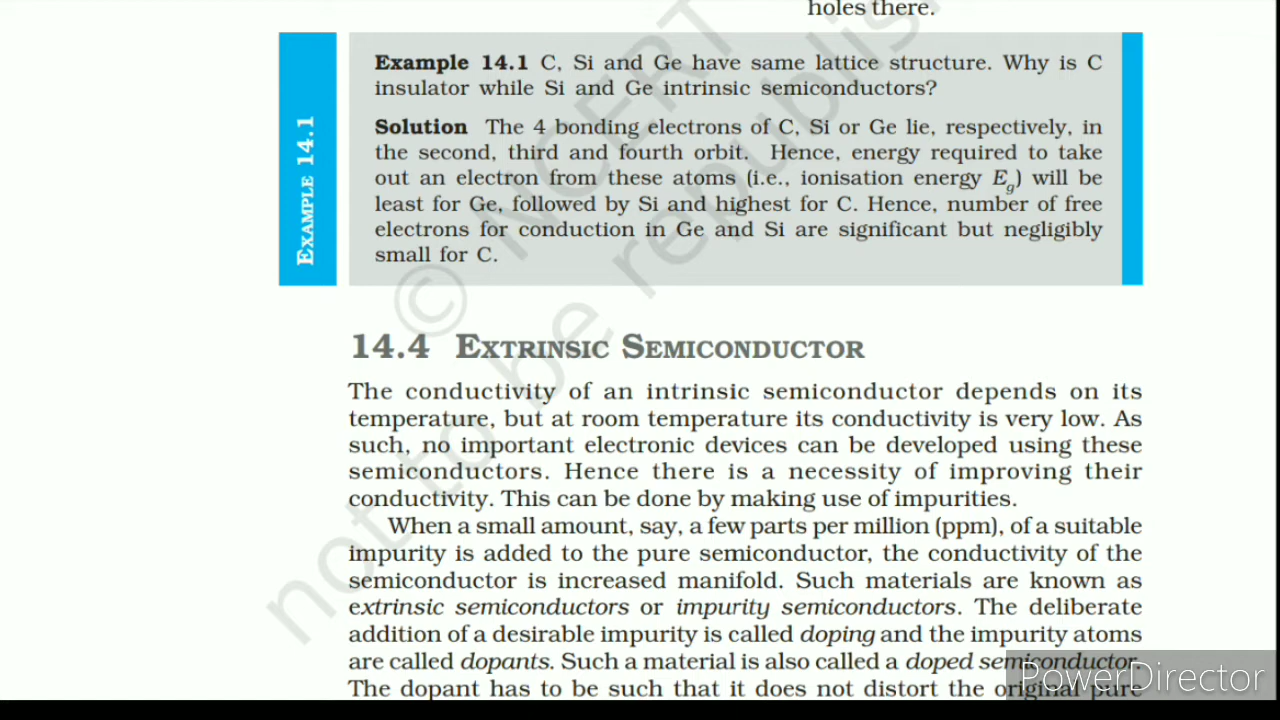 holes there.
Example 14.1 C, Si and Ge have same lattice structure. Why is C
insulator while Si and Ge intrinsic semiconductors?
Solution The 4 bonding electrons of C, Si or Ge lie, respectively, in
the second, third and fourth orbit. Hence, energy required to take
out an electron from these atoms (i.e., ionisation energy Eg) will be
least for Ge, followed by Si and highest for C. Hence, number of free
electrons for conduction in Ge and Si are significant but negligibly
small for C.
EXAMPLE 14.1
14.4 EXTRINSIC SEMICONDUCTOR
The conductivity of an intrinsic semiconductor depends on its
temperature, but at room temperature its conductivity is very low. As
such, no important electronic devices can be developed using these
semiconductors. Hence there is a necessity of improving their
conductivity. This can be done by making use of impurities.
When a small amount, say, a few parts per million (ppm), of a suitable
impurity is added to the pure semiconductor, the conductivity of the
semiconductor is increased manifold. Such materials are known as
extrinsic semiconductors or impurity semiconductors. The deliberate
addition of a desirable impurity is called doping and the impurity atoms
are called dopants. Such a material is also called a doped semiconductor.
The dopant has to be such that it does not distort the original pure
© NCERT
not to be republis
PowerDirector